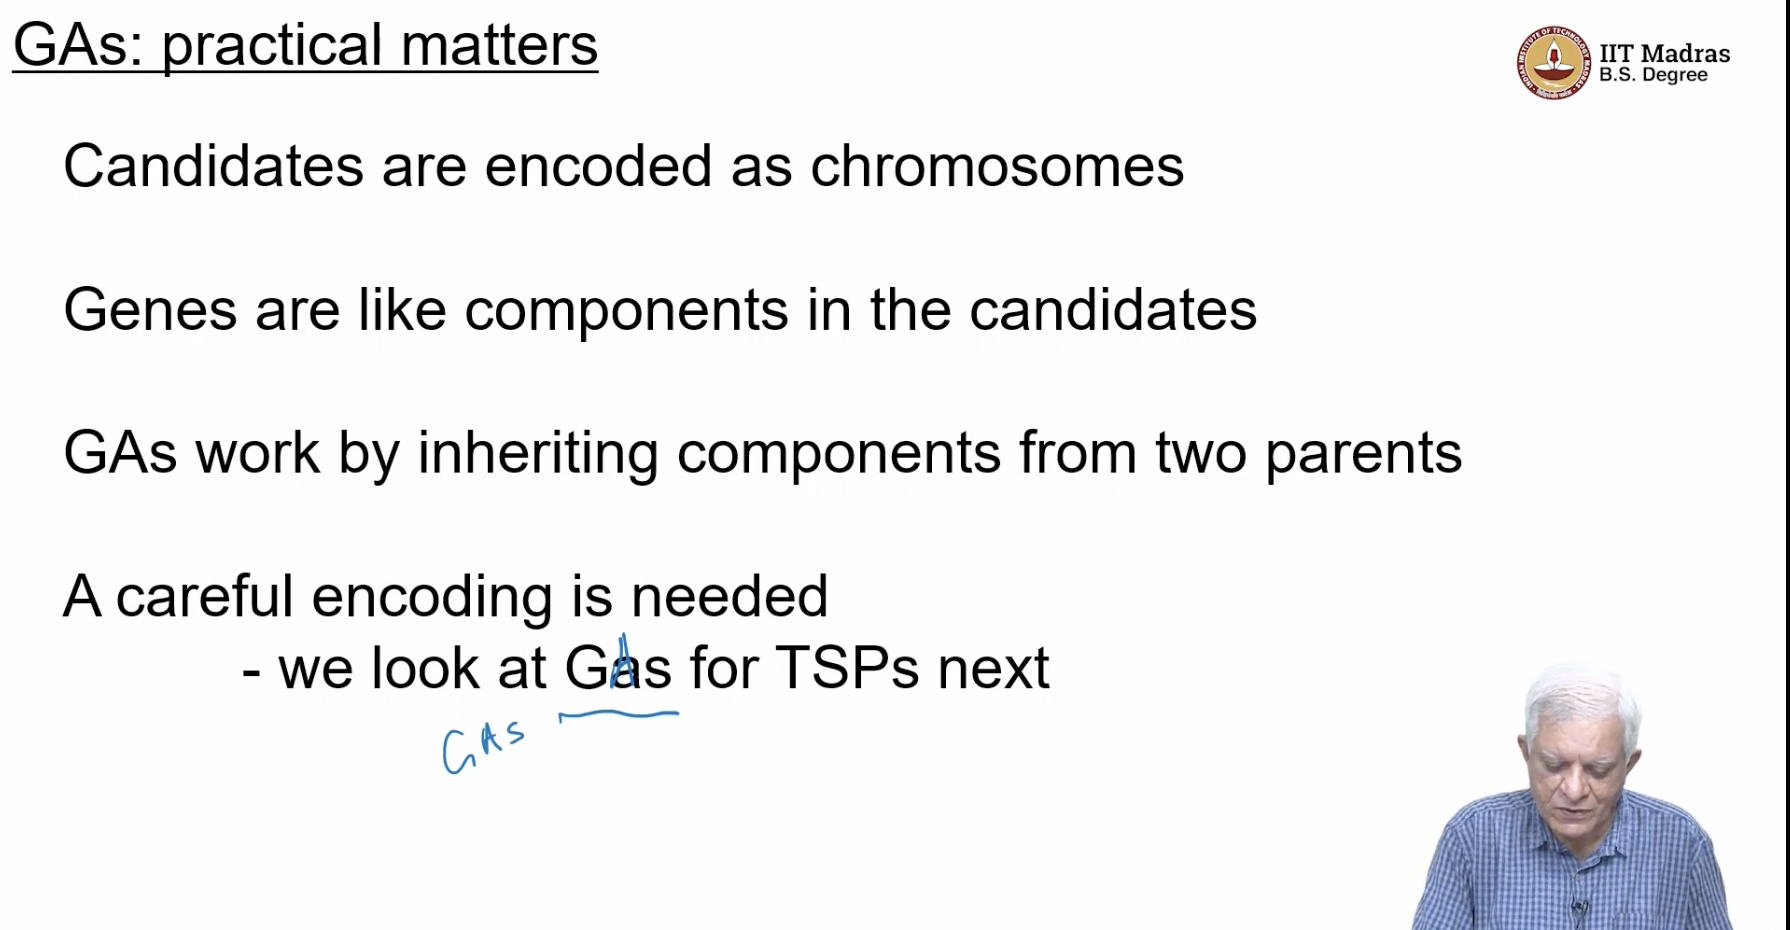 GAs: practical matters
IIT Madras
B.S. Degree
Candidates are encoded as chromosomes
Genes are like components in the candidates
GAs work by inheriting components from two parents
A careful encoding is needed
- we look at GAs for TSPs next
GAs